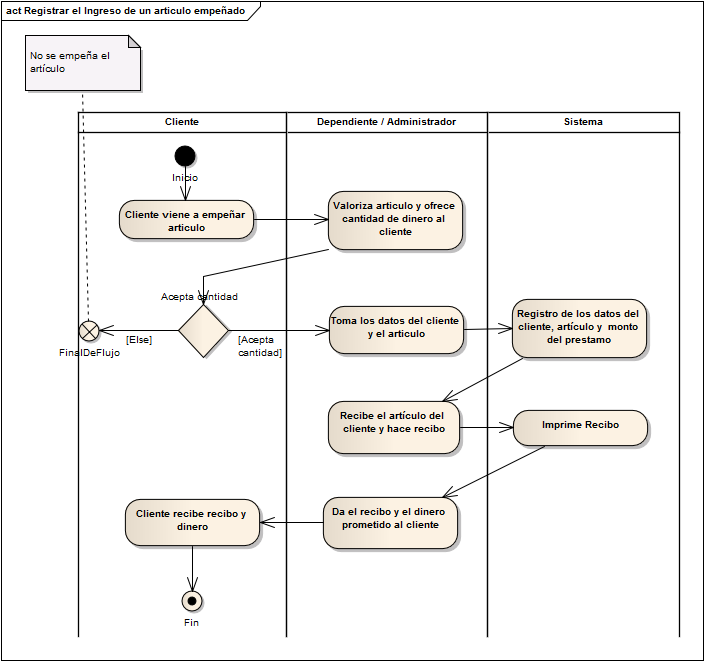 act Registrar el Ingreso de un articulo empeñado
No se empeña el
artículo
Cliente
Dependiente / Administrador
Sistema
Inicio
Cliente viene a empeñar
articulo
Valoriza articulo y ofrece
cantidad de dinero al
cliente
Acepta cantidad
FinalDeFlujo
[Else]
[Acepta
cantidad]
Toma los datos del cliente
y el articulo
Registro de los datos del
cliente, artículo y monto
del prestamo
Recibe el artículo del
cliente y hace recibo
Imprime Recibo
Da el recibo y el dinero
prometido al cliente
Cliente recibe recibo y
dinero
Fin